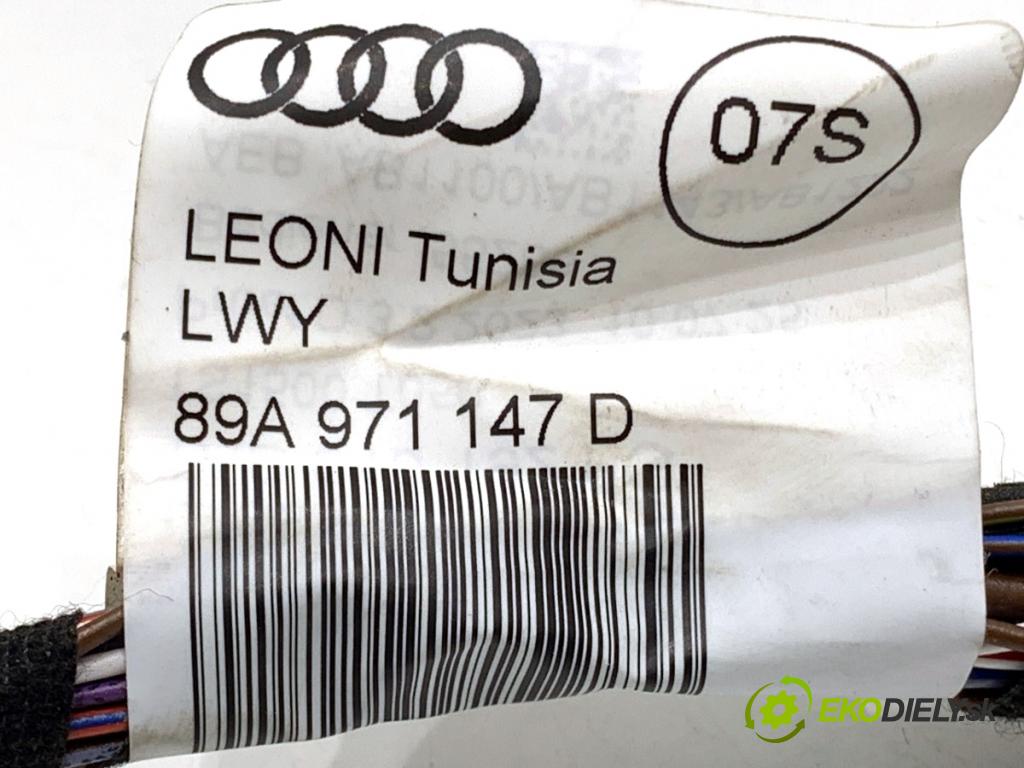 07S
LEONI Tunisia
LWY
89A 971 147 D
EKODIELY.sk